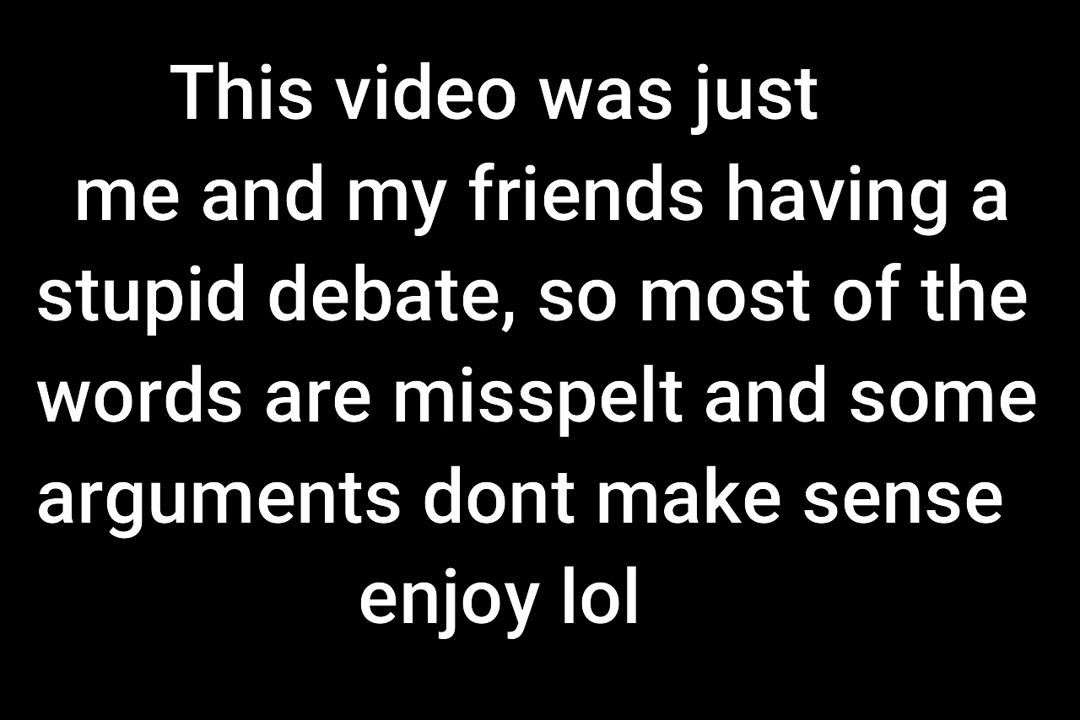 This video was just
me and my friends having a
stupid debate, so most of the
words are misspelt and some
arguments dont make sense
enjoy lol